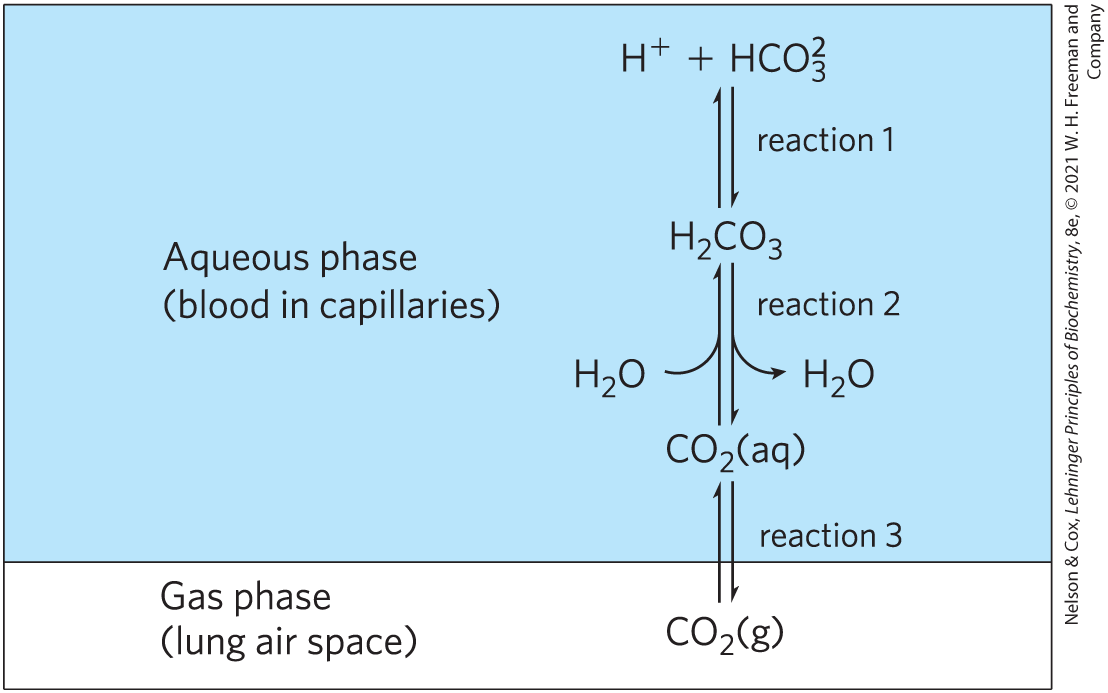 H⁺ + HCO₃²
reaction 1
H₂CO₃
Aqueous phase
(blood in capillaries)
reaction 2
H₂O
H₂O
CO₂(aq)
reaction 3
Gas phase
(lung air space)
CO₂(g)
Nelson & Cox, Lehninger Principles of Biochemistry, 8e, © 2021 W. H. Freeman and
Company